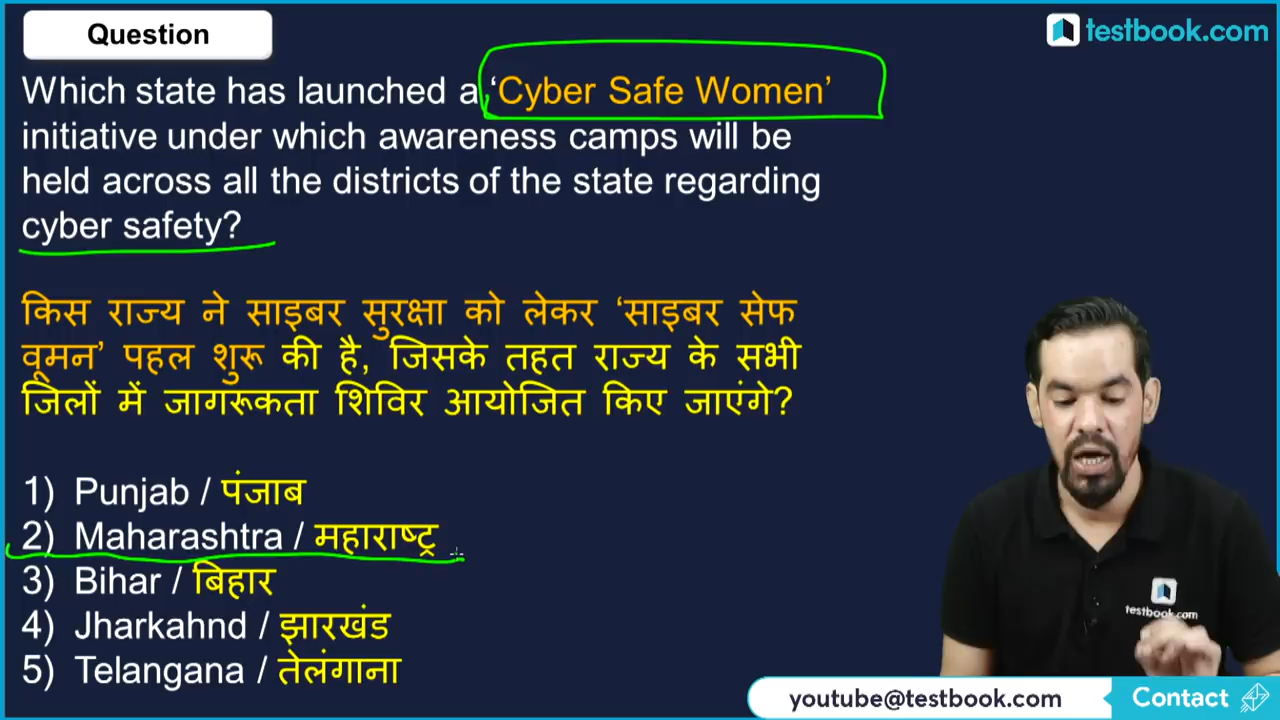 Question
testbook.com
Which state has launched a ‘Cyber Safe Women’
initiative under which awareness camps will be
held across all the districts of the state regarding
cyber safety?
किस राज्य ने साइबर सुरक्षा को लेकर ‘साइबर सेफ
वूमन’ पहल शुरू की है, जिसके तहत राज्य के सभी
जिलों में जागरूकता शिविर आयोजित किए जाएंगे?
1) Punjab / पंजाब
2) Maharashtra / महाराष्ट्र
3) Bihar / बिहार
4) Jharkahnd / झारखंड
5) Telangana / तेलंगाना
testbook.com
youtube@testbook.com
Contact